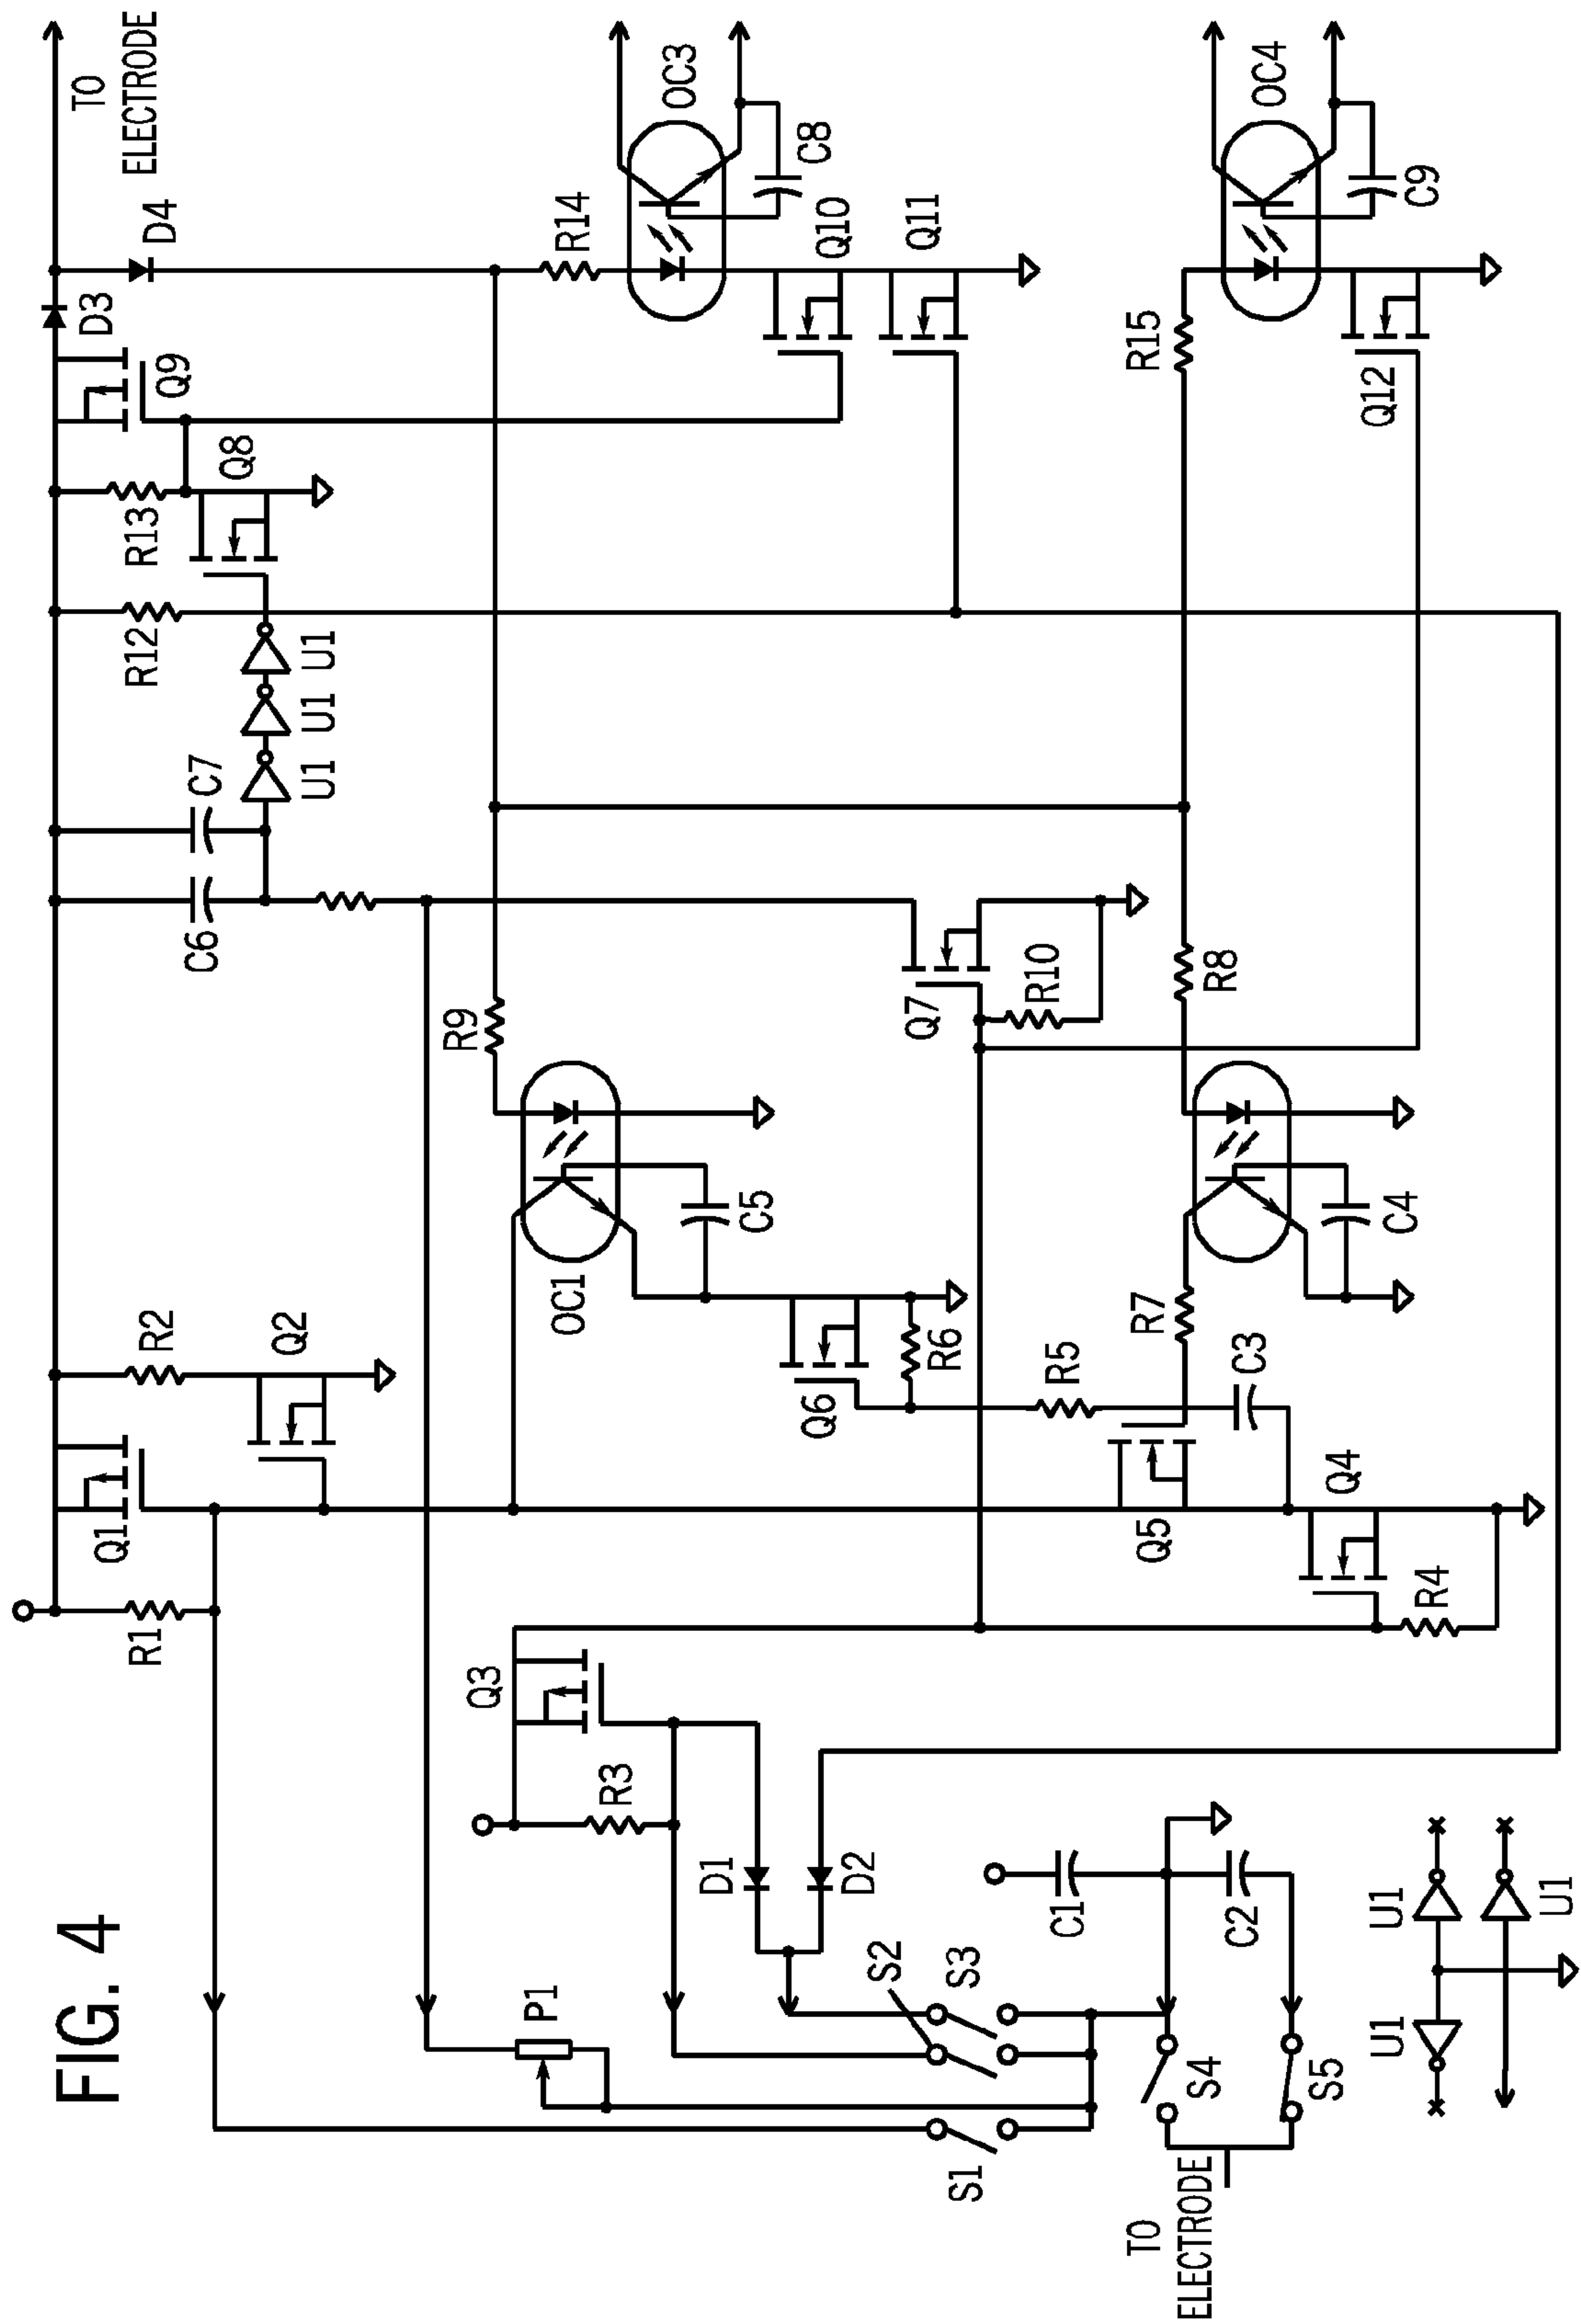 FIG. 4
TO
ELECTRODE
D4
D3
Q9
Q8
R13
R12
U1
U1
U1
C7
C6
R14
OC3
C8
Q10
Q11
OC4
C9
R15
Q12
R9
Q7
R10
R8
OC1
C5
C4
R2
Q2
Q1
R1
Q6
R6
R5
R7
C3
Q5
Q4
R4
Q3
R3
D1
D2
P1
S2
S3
S1
C1
C2
S4
S5
TO
ELECTRODE
U1
U1
U1